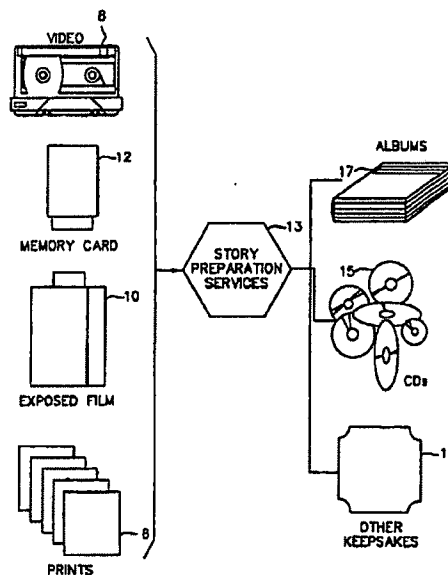 VIDEO
8
12
MEMORY CARD
10
EXPOSED FILM
8
PRINTS
13
STORY
PREPARATION
SERVICES
ALBUMS
17
15
CDs
OTHER
KEEPSAKES